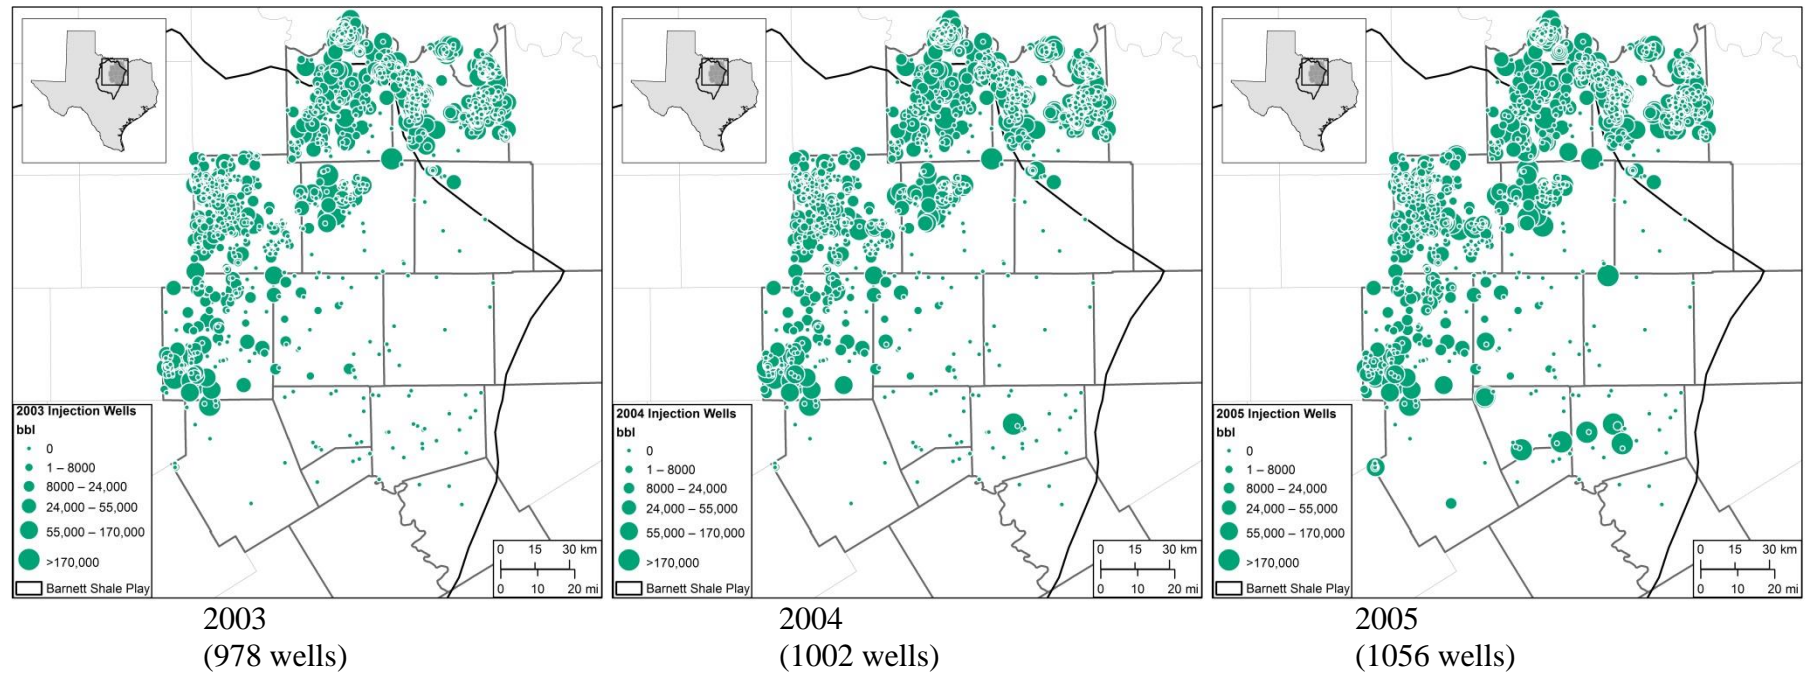 2003 Injection Wells
bbl
0
1 – 8000
8000 – 24,000
24,000 – 55,000
55,000 – 170,000
>170,000
Barnett Shale Play
0 15 30 km
0 10 20 mi
2004 Injection Wells
bbl
0
1 – 8000
8000 – 24,000
24,000 – 55,000
55,000 – 170,000
>170,000
Barnett Shale Play
0 15 30 km
0 10 20 mi
2005 Injection Wells
bbl
0
1 – 8000
8000 – 24,000
24,000 – 55,000
55,000 – 170,000
>170,000
Barnett Shale Play
0 15 30 km
0 10 20 mi
2003
(978 wells)
2004
(1002 wells)
2005
(1056 wells)